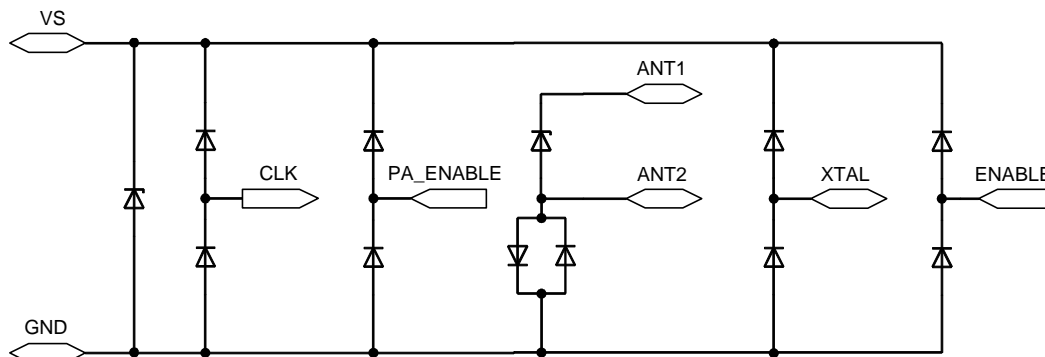 VS
ANT1
CLK
PA_ENABLE
ANT2
XTAL
ENABLE
GND